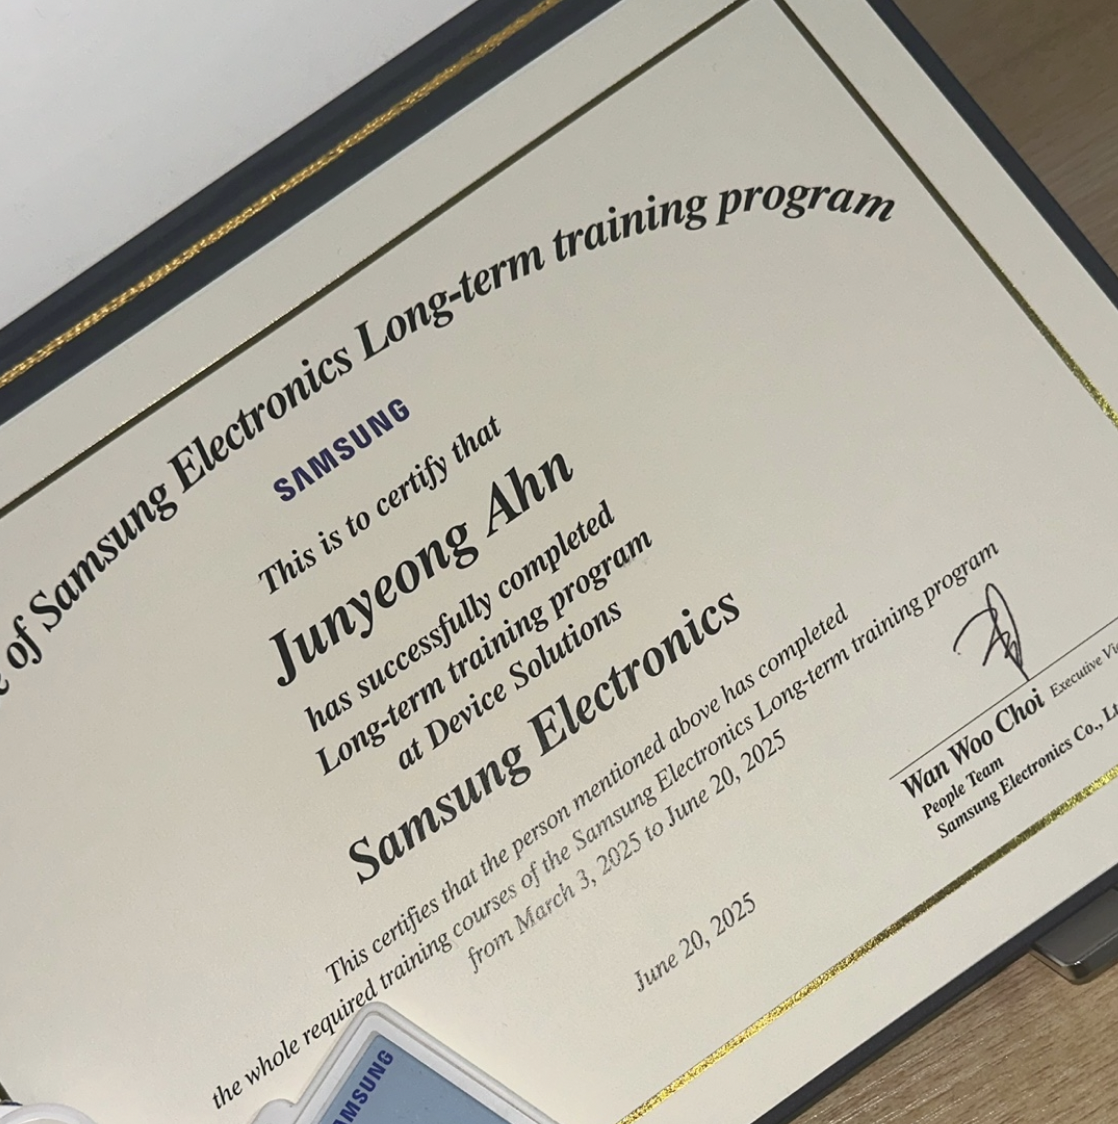 of Samsung Electronics Long-term training program
SAMSUNG
This is to certify that
Junyeong Ahn
has successfully completed
Long-term training program
at Device Solutions
Samsung Electronics
This certifies that the person mentioned above has completed
the whole required training courses of the Samsung Electronics Long-term training program
from March 3, 2025 to June 20, 2025
June 20, 2025
Wan Woo Choi Executive
People Team
Samsung Electronics Co.,
SAMSUNG